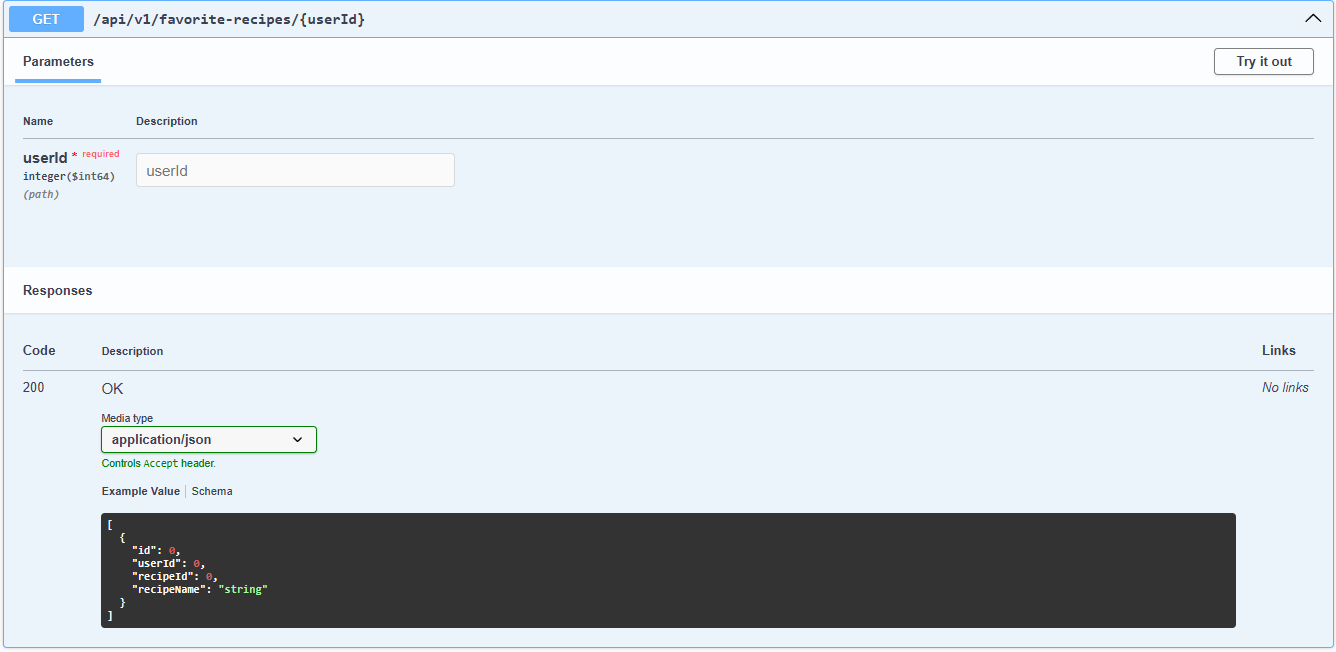 GET /api/v1/favorite-recipes/{userId}
Parameters Try it out
Name Description
userId * required userId
integer($int64)
(path)
Responses
Code Description Links
200 OK No links
Media type
application/json
Controls Accept header.
Example Value Schema
[
{
"id": 0,
"userId": 0,
"recipeId": 0,
"recipeName": "string"
}
]